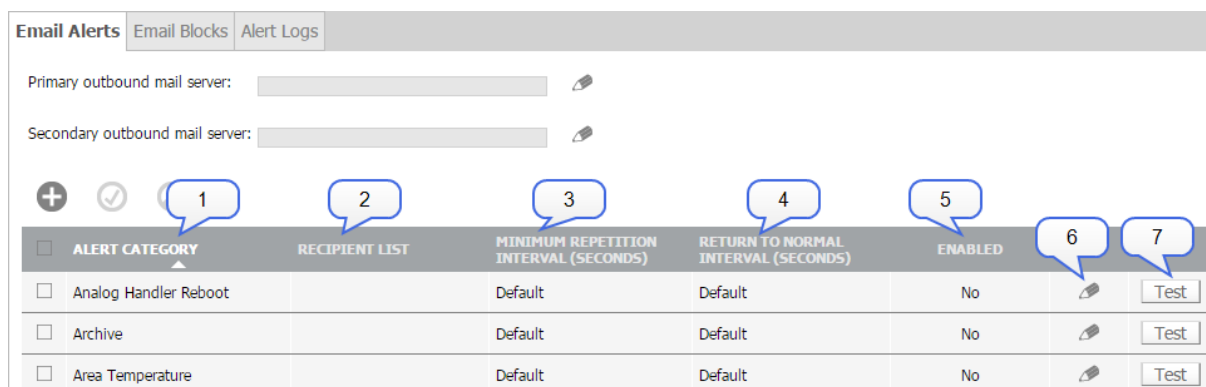 Email Alerts Email Blocks Alert Logs
Primary outbound mail server:
Secondary outbound mail server:
1 2 3 4 5 6 7
ALERT CATEGORY RECIPIENT LIST MINIMUM REPETITION INTERVAL (SECONDS) RETURN TO NORMAL INTERVAL (SECONDS) ENABLED
Analog Handler Reboot Default Default No Test
Archive Default Default No Test
Area Temperature Default Default No Test